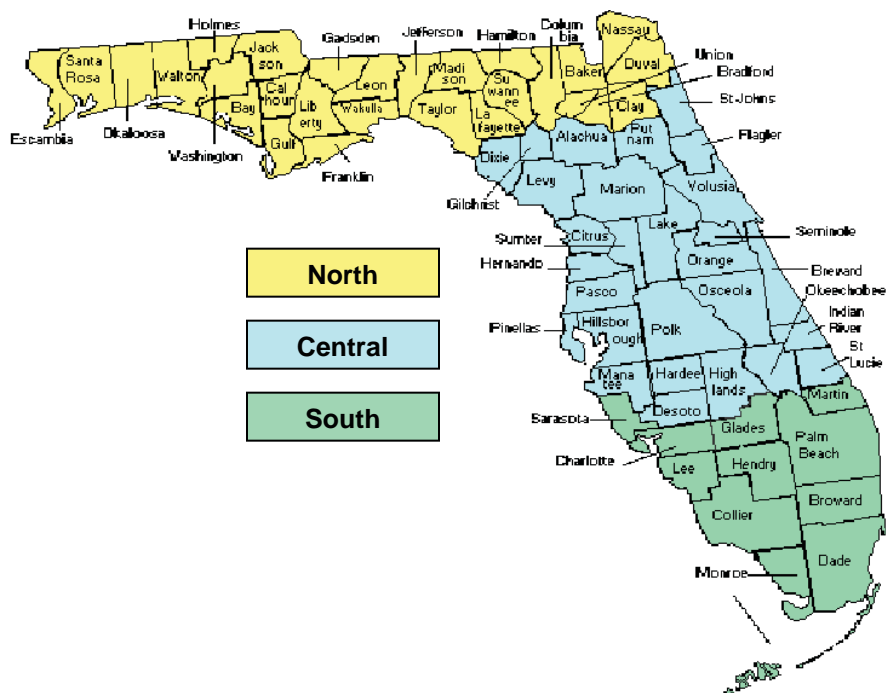 Holmes
Santa
Rosa
Walton
Jack
son
Gadsden
Jefferson
Hamilton
Colum
bia
Nassau
Union
Bradford
St Johns
Flagler
Escambia
Okaloosa
Washington
Bay
Cal
houn
Gulf
Lib
erty
Leon
Wakulla
Franklin
Madi
son
Taylor
Su
wann
ee
La
fayette
Baker
Duval
Clay
Dixie
Gilchrist
Alachua
Put
nam
Levy
Marion
Volusia
Lake
Seminole
Sumter
Citrus
Orange
Hernando
Brevard
Osceola
Okeechobee
Pasco
Indian
River
Pinellas
Hillsbor
ough
Polk
St
Lucie
Mana
tee
Hardee
High
lands
Martin
Sarasota
Desoto
Glades
Charlotte
Palm
Beach
Lee
Hendry
Collier
Broward
Monroe
Dade
North
Central
South